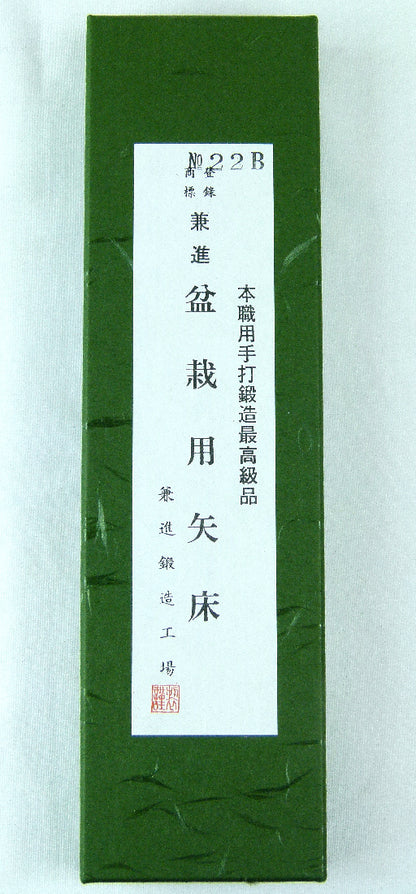 №22B
本職用手打鍛造最高級品
登録
商標
兼進
盆栽用矢床
兼進鍛造工場